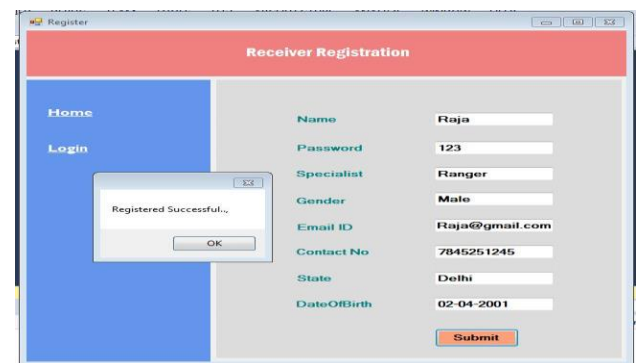 Register
Receiver Registration
Home
Login
Name Raja
Password 123
Specialist Ranger
Gender Male
Email ID Raja@gmail.com
Contact No 7845251245
State Delhi
DateOfBirth 02-04-2001
Submit
Registered Successful..,
OK